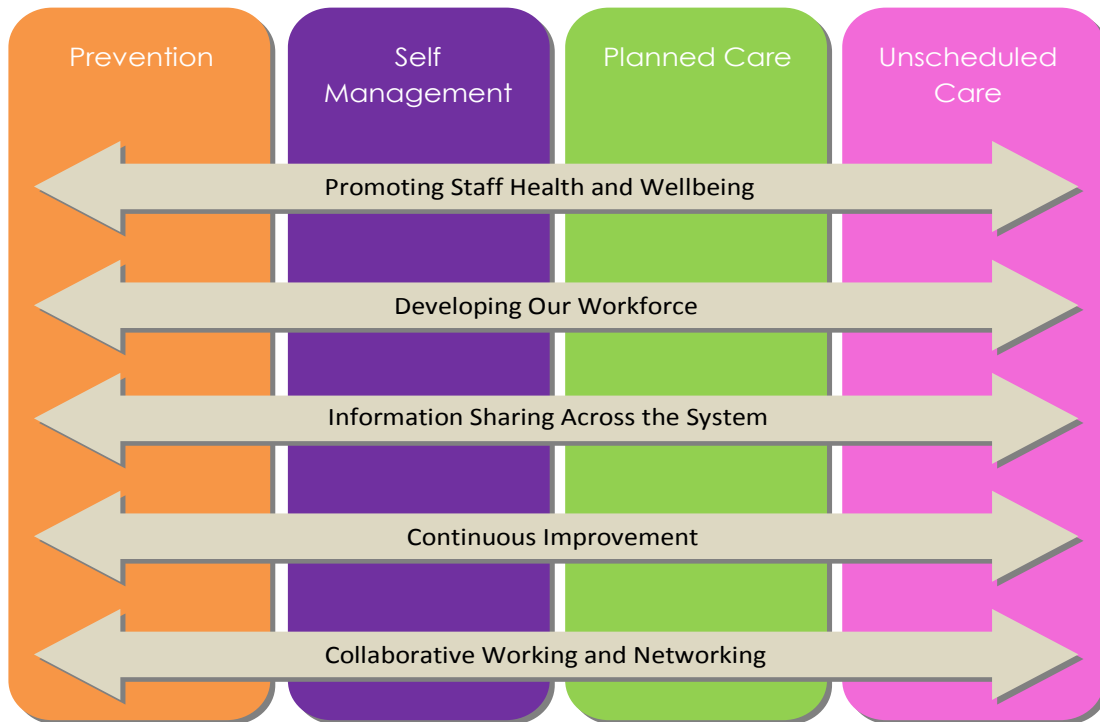 Prevention
Self
Management
Planned Care
Unscheduled
Care
Promoting Staff Health and Wellbeing
Developing Our Workforce
Information Sharing Across the System
Continuous Improvement
Collaborative Working and Networking